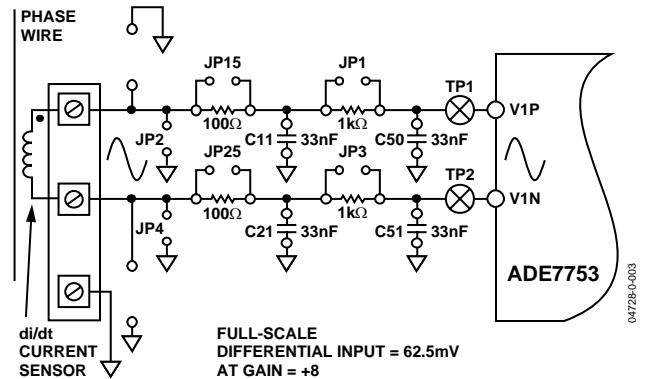 PHASE
WIRE
JP15
JP1
TP1
V1P
100Ω
C11
33nF
1kΩ
C50
33nF
JP2
JP25
JP3
TP2
V1N
100Ω
C21
33nF
1kΩ
C51
33nF
JP4
ADE7753
di/dt
CURRENT
SENSOR
FULL-SCALE
DIFFERENTIAL INPUT = 62.5mV
AT GAIN = +8
04728-0-003